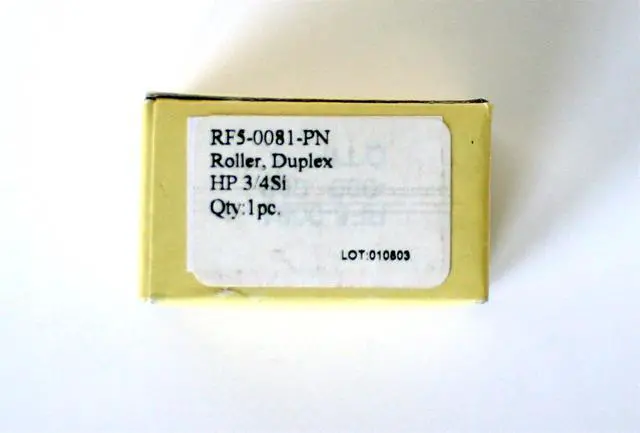 RF5-0081-PN
Roller, Duplex
HP 3/4Si
Qty:1pc.
LOT:010803